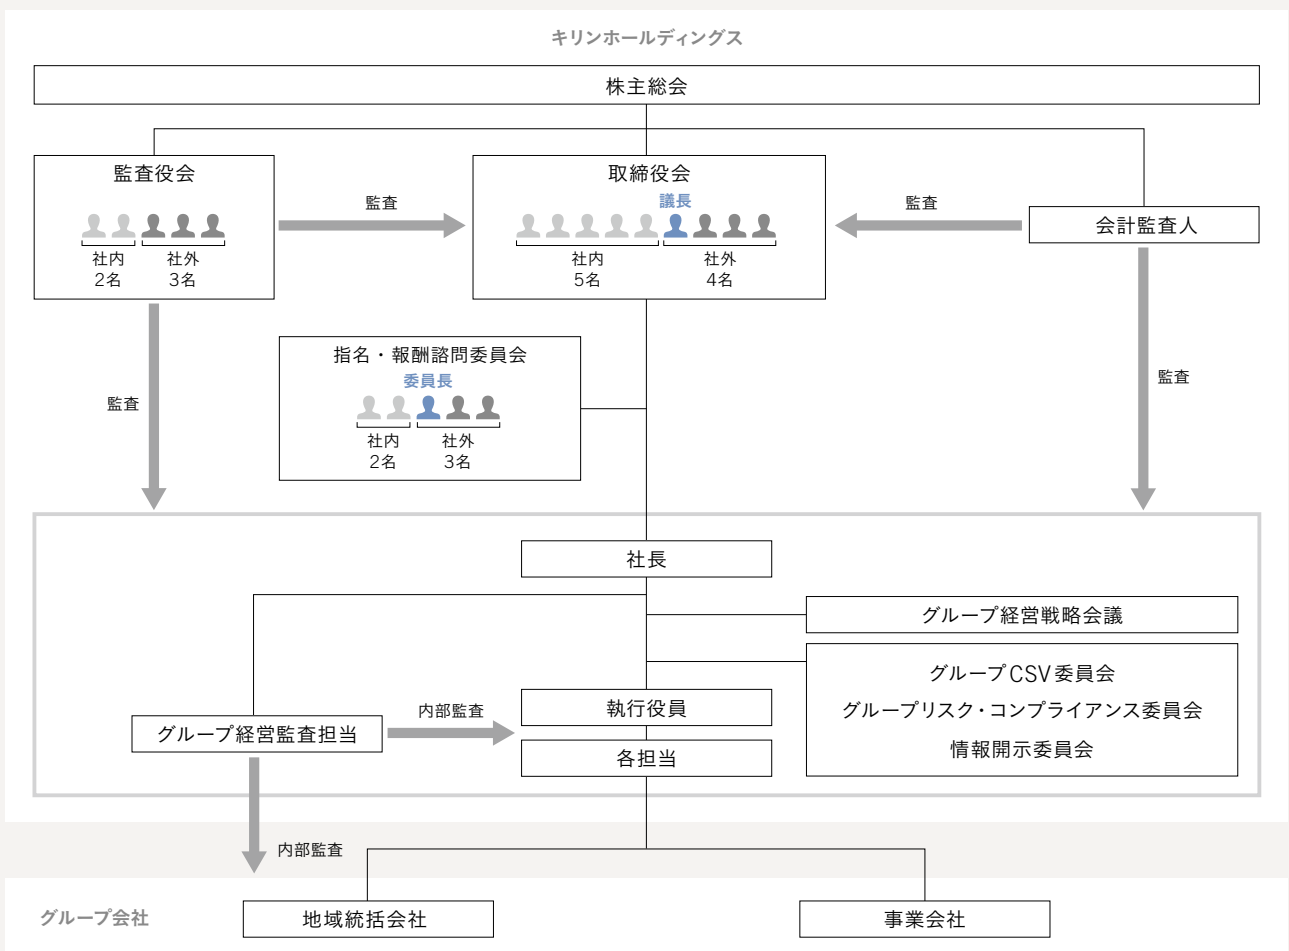 キリンホールディングス
株主総会
監査役会
社内
2名
社外
3名
監査
取締役会
議長
社内
5名
社外
4名
監査
会計監査人
指名・報酬諮問委員会
委員長
社内
2名
社外
3名
監査
監査
社長
グループ経営戦略会議
グループCSV委員会
グループリスク・コンプライアンス委員会
情報開示委員会
グループ経営監査担当
内部監査
執行役員
各担当
内部監査
グループ会社
地域統括会社
事業会社